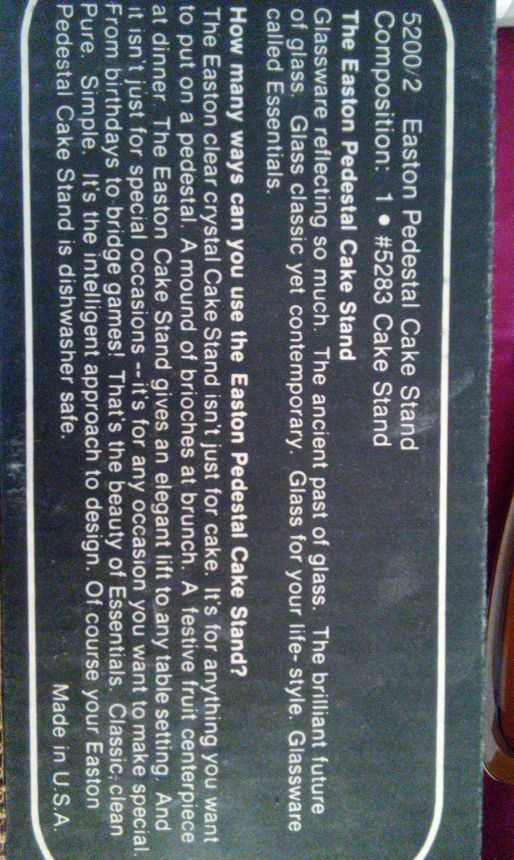 5200/2 Easton Pedestal Cake Stand
Composition: 1 • #5283 Cake Stand
The Easton Pedestal Cake Stand
Glassware reflecting so much. The ancient past of glass. The brilliant future
of glass. Glass classic yet contemporary. Glass for your life- style. Glassware
called Essentials.
How many ways can you use the Easton Pedestal Cake Stand?
The Easton clear crystal Cake Stand isn't just for cake. It's for anything you want
to put on a pedestal. A mound of brioches at brunch. A festive fruit centerpiece
at dinner. The Easton Cake Stand gives an elegant lift to any table setting. And
it isn't just for special occasions -- it's for any occasion you want to make special.
From birthdays to bridge games! That's the beauty of Essentials. Classic, clean
Pure. Simple. It's the intelligent approach to design. Of course your Easton
Pedestal Cake Stand is dishwasher safe. Made in U.S.A.